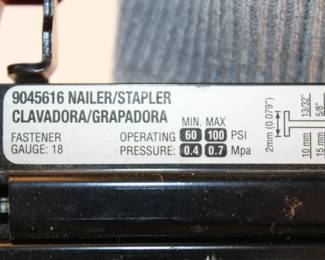 9045616 NAILER/STAPLER
CLAVADORA/GRAPADORA
MIN. MAX
FASTENER OPERATING 60 100 PSI
GAUGE: 18 PRESSURE: 0.4 0.7 Mpa
2mm (0.079")
13/32"
5/8"
10 mm
15 mm